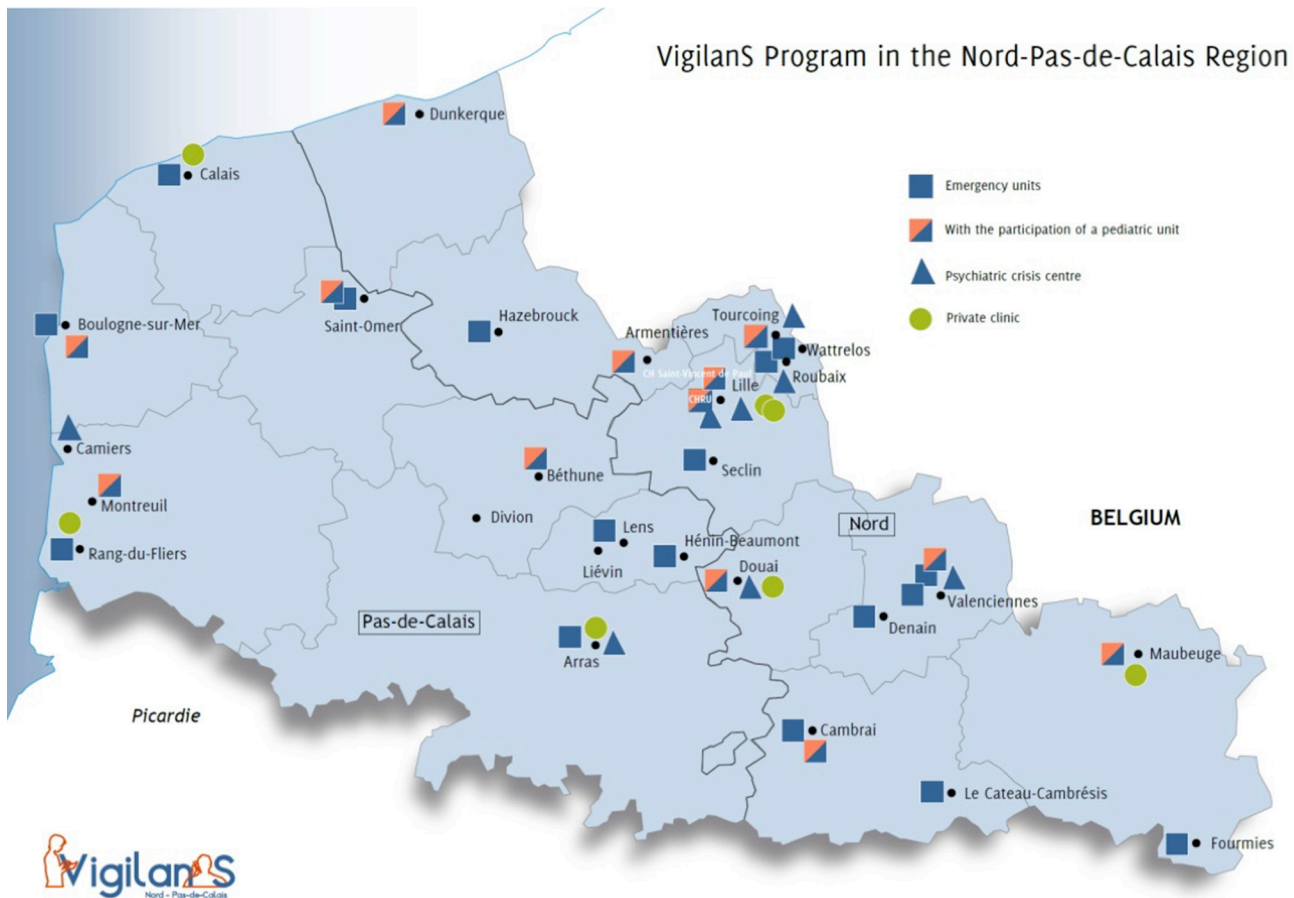 VigilanS Program in the Nord-Pas-de-Calais Region
Dunkerque
Calais
Emergency units
With the participation of a pediatric unit
Psychiatric crisis centre
Private clinic
Saint-Omer
Boulogne-sur-Mer
Hazebrouck
Armentières
Tourcoing
Wattrelos
Roubaix
CH Saint-Vincent de Paul
Lille
CHRU
Camiers
Montreuil
Rang-du-Fliers
Béthune
Seclin
Divion
Lens
Liévin
Hénin-Beaumont
Nord
BELGIUM
Douai
Valenciennes
Denain
Pas-de-Calais
Arras
Maubeuge
Picardie
Cambrai
Le Cateau-Cambrésis
Fourmies
VigilanS
Nord - Pas-de-Calais